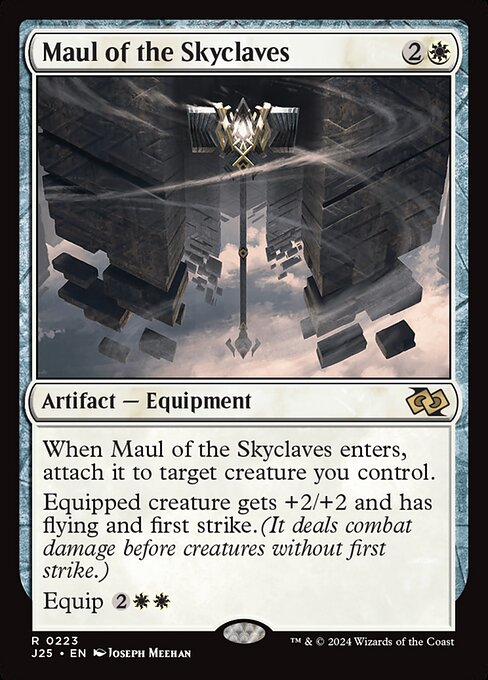 Maul of the Skyclaves 2
Artifact — Equipment
When Maul of the Skyclaves enters,
attach it to target creature you control.
Equipped creature gets +2/+2 and has
flying and first strike. (It deals combat
damage before creatures without first
strike.)
Equip 2
R 0223
J25 • EN Joseph Meehan
™ & © 2024 Wizards of the Coast